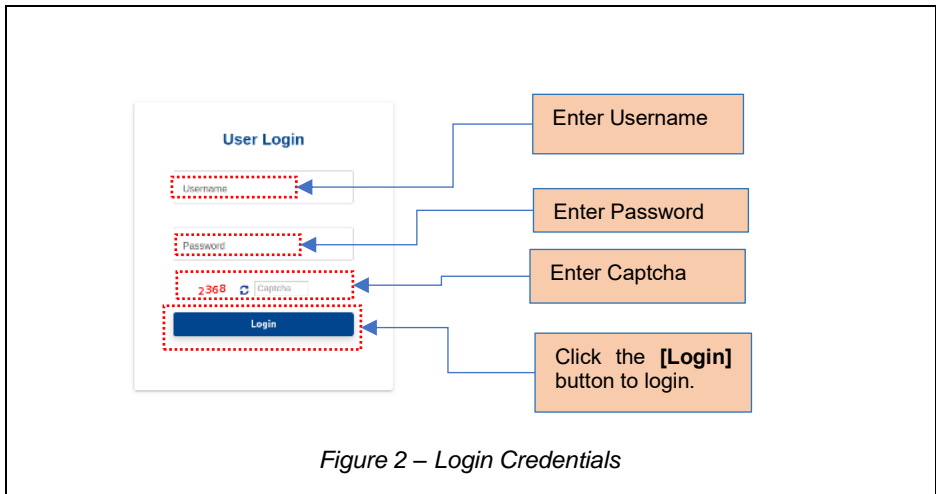 User Login
Username
Password
2368
Captcha
Login
Enter Username
Enter Password
Enter Captcha
Click the [Login]
button to login.
Figure 2 – Login Credentials